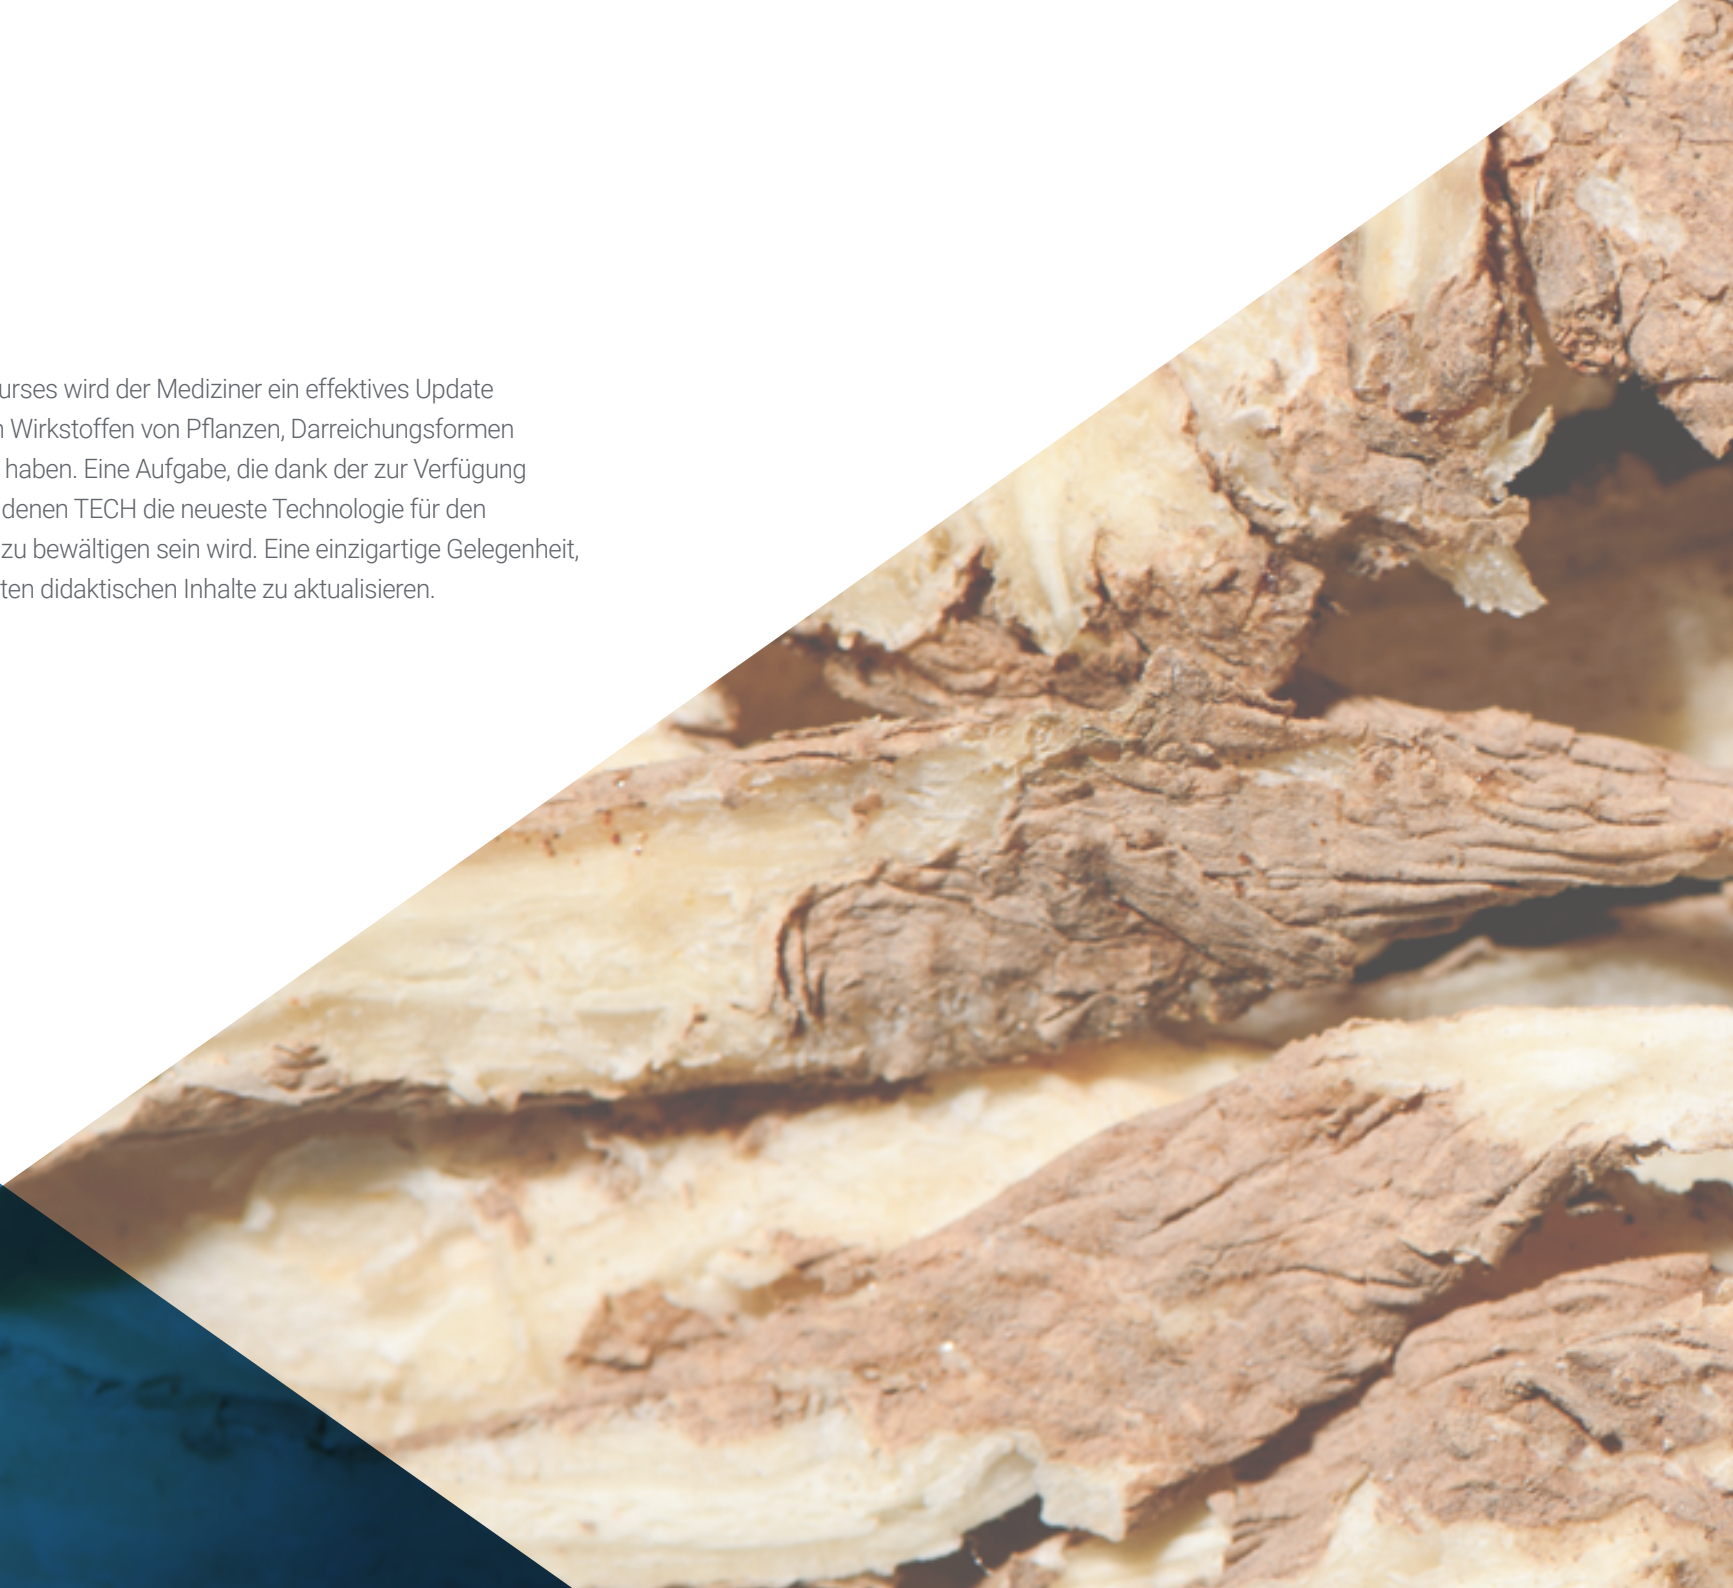 urses wird der Mediziner ein effektives Update
n Wirkstoffen von Pflanzen, Darreichungsformen
haben. Eine Aufgabe, die dank der zur Verfügung
denen TECH die neueste Technologie für den
zu bewältigen sein wird. Eine einzigartige Gelegenheit,
ten didaktischen Inhalte zu aktualisieren.